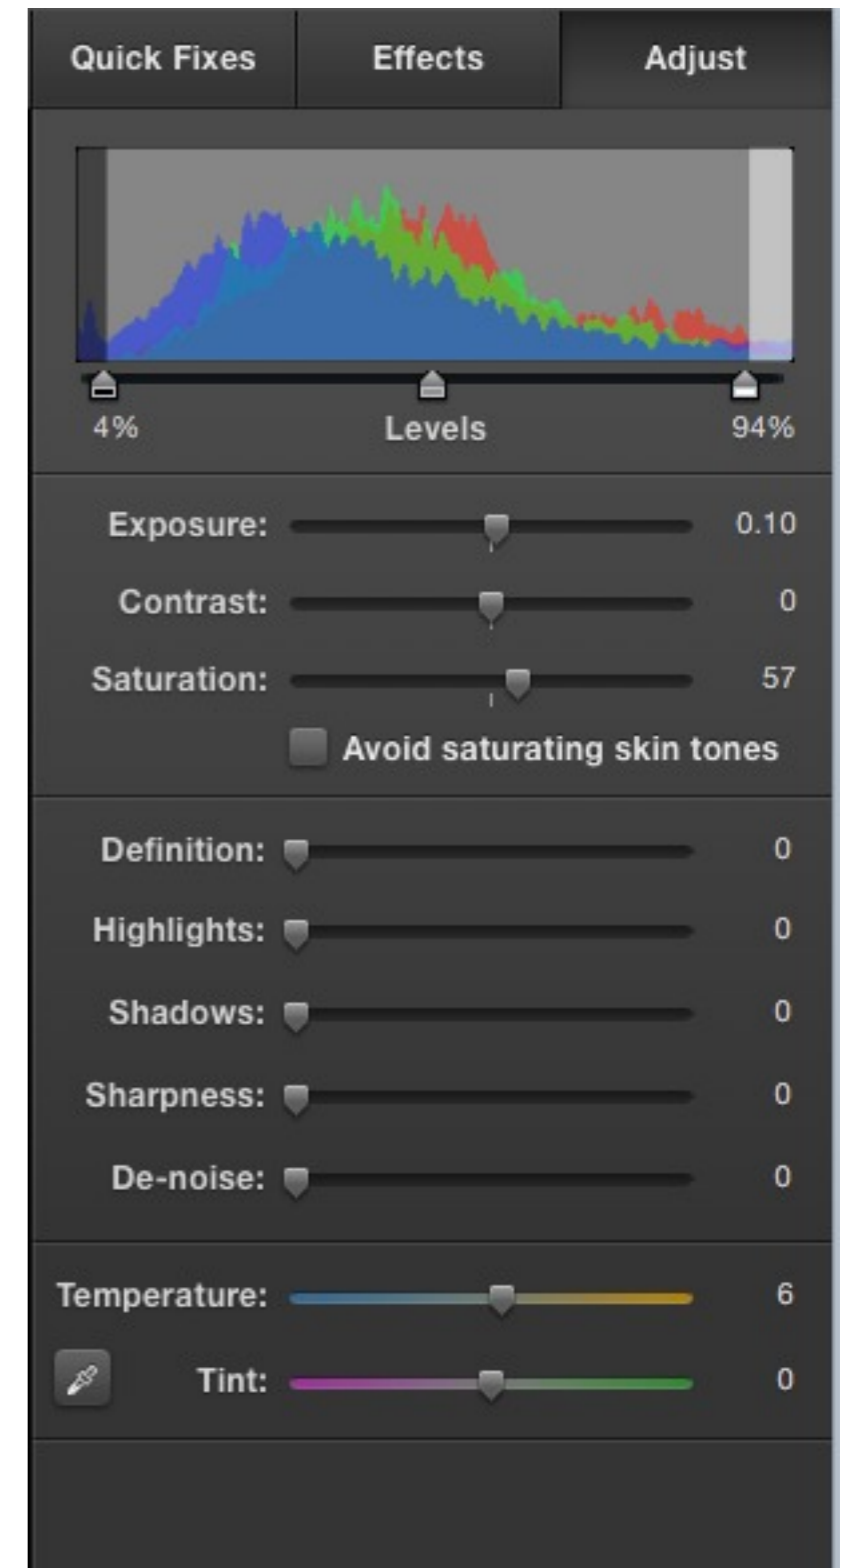 Quick Fixes Effects Adjust
4% Levels 94%
Exposure: 0.10
Contrast: 0
Saturation: 57
Avoid saturating skin tones
Definition: 0
Highlights: 0
Shadows: 0
Sharpness: 0
De-noise: 0
Temperature: 6
Tint: 0